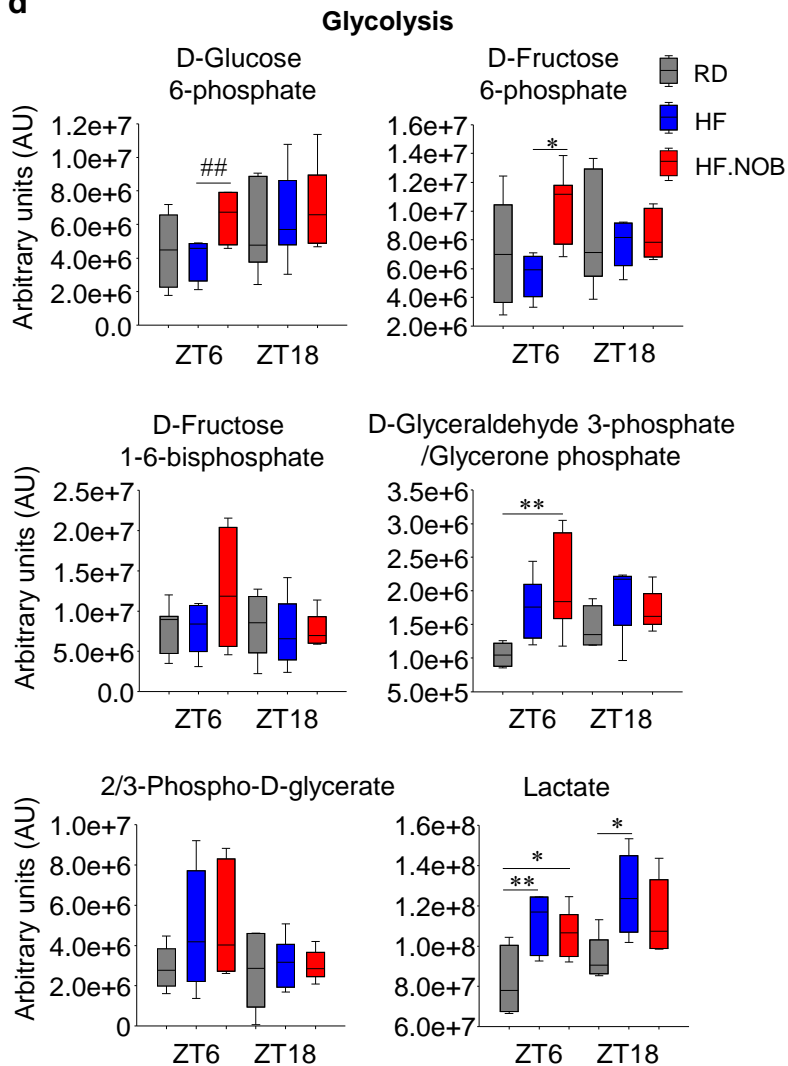 d
Glycolysis
D-Glucose
6-phosphate
Arbitrary units (AU)
1.2e+7
1.0e+7
8.0e+6
6.0e+6
4.0e+6
2.0e+6
0.0
##
ZT6
ZT18
D-Fructose
6-phosphate
1.6e+7
1.4e+7
1.2e+7
1.0e+7
8.0e+6
6.0e+6
4.0e+6
2.0e+6
*
ZT6
ZT18
RD
HF
HF.NOB
D-Fructose
1-6-bisphosphate
Arbitrary units (AU)
2.5e+7
2.0e+7
1.5e+7
1.0e+7
5.0e+6
0.0
ZT6
ZT18
D-Glyceraldehyde 3-phosphate
/Glycerone phosphate
3.5e+6
3.0e+6
2.5e+6
2.0e+6
1.5e+6
1.0e+6
5.0e+5
**
ZT6
ZT18
2/3-Phospho-D-glycerate
Arbitrary units (AU)
1.0e+7
8.0e+6
6.0e+6
4.0e+6
2.0e+6
0
ZT6
ZT18
Lactate
1.6e+8
1.4e+8
1.2e+8
1.0e+8
8.0e+7
6.0e+7
*
*
**
ZT6
ZT18